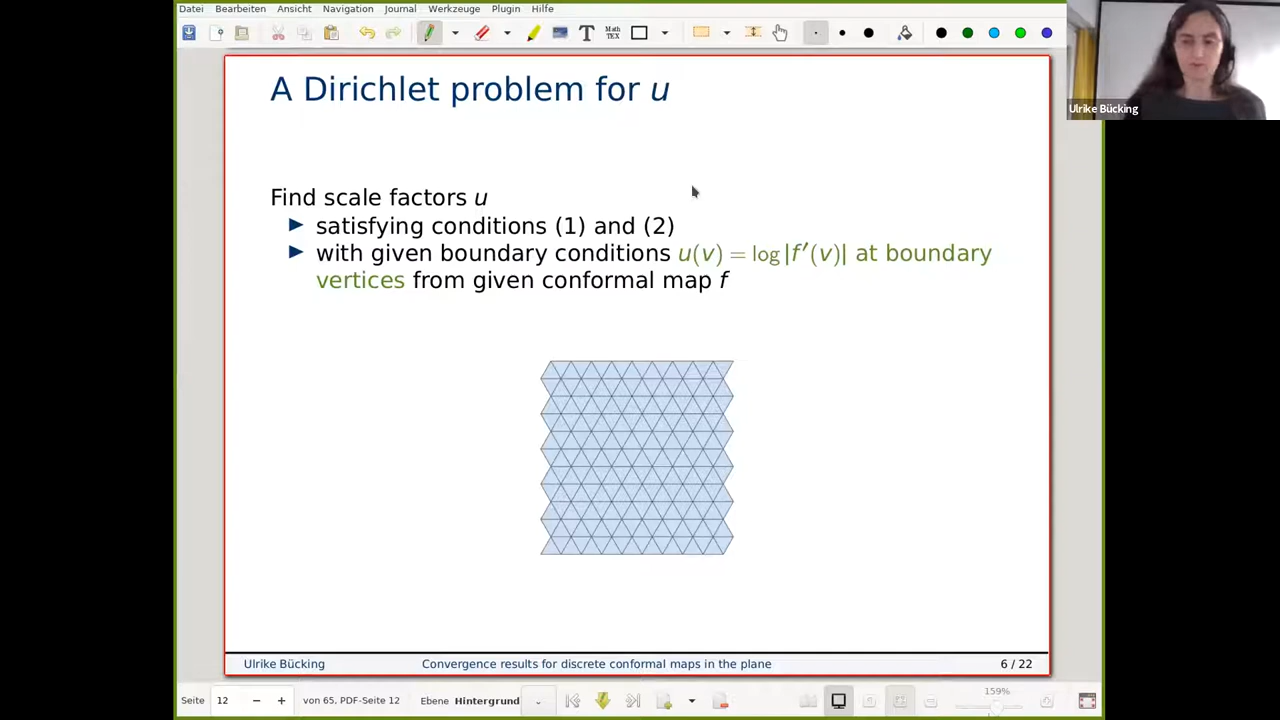 Datei Bearbeiten Ansicht Navigation Journal Werkzeuge Plugin Hilfe
T Math TEX
Ulrike Bücking
A Dirichlet problem for u
Find scale factors u
► satisfying conditions (1) and (2)
► with given boundary conditions u(v) = log|f′(v)| at boundary
vertices from given conformal map f
Ulrike Bücking Convergence results for discrete conformal maps in the plane 6 / 22
Seite 12 − + von 65, PDF-Seite 12 Ebene Hintergrund 159%